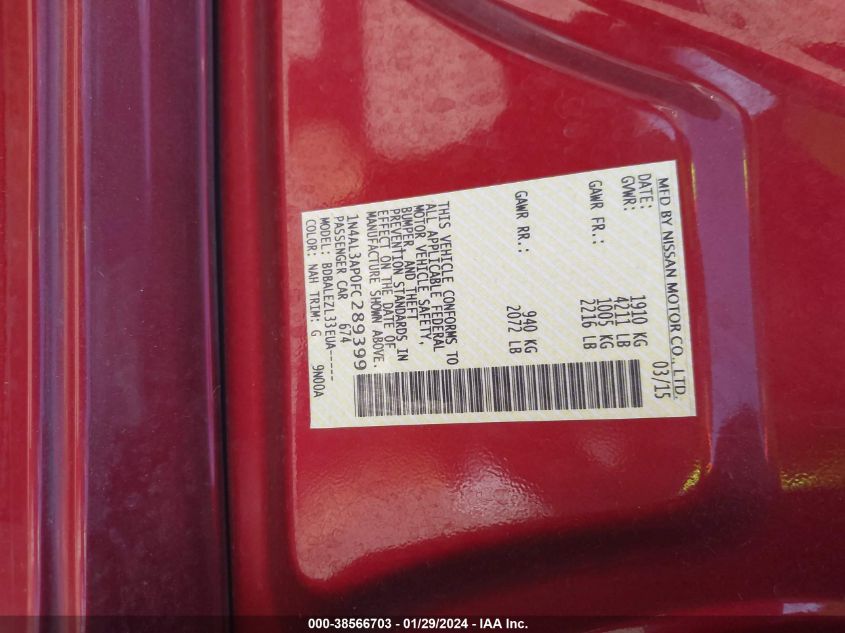 MFD BY NISSAN MOTOR CO., LTD.
DATE: 03/15
GVWR: 1910 KG
4211 LB
GAWR FR.: 1005 KG
2216 LB
GAWR RR.: 940 KG
2072 LB
THIS VEHICLE CONFORMS TO
ALL APPLICABLE FEDERAL
MOTOR VEHICLE SAFETY,
BUMPER, AND THEFT
PREVENTION STANDARDS IN
EFFECT ON THE DATE OF
MANUFACTURE SHOWN ABOVE.
1N4AL3AP0FC289399
PASSENGER CAR 674
MODEL: BDBALEZL33EUA-----
COLOR: NAH TRIM: G 9N00A
000-38566703 - 01/29/2024 - IAA Inc.